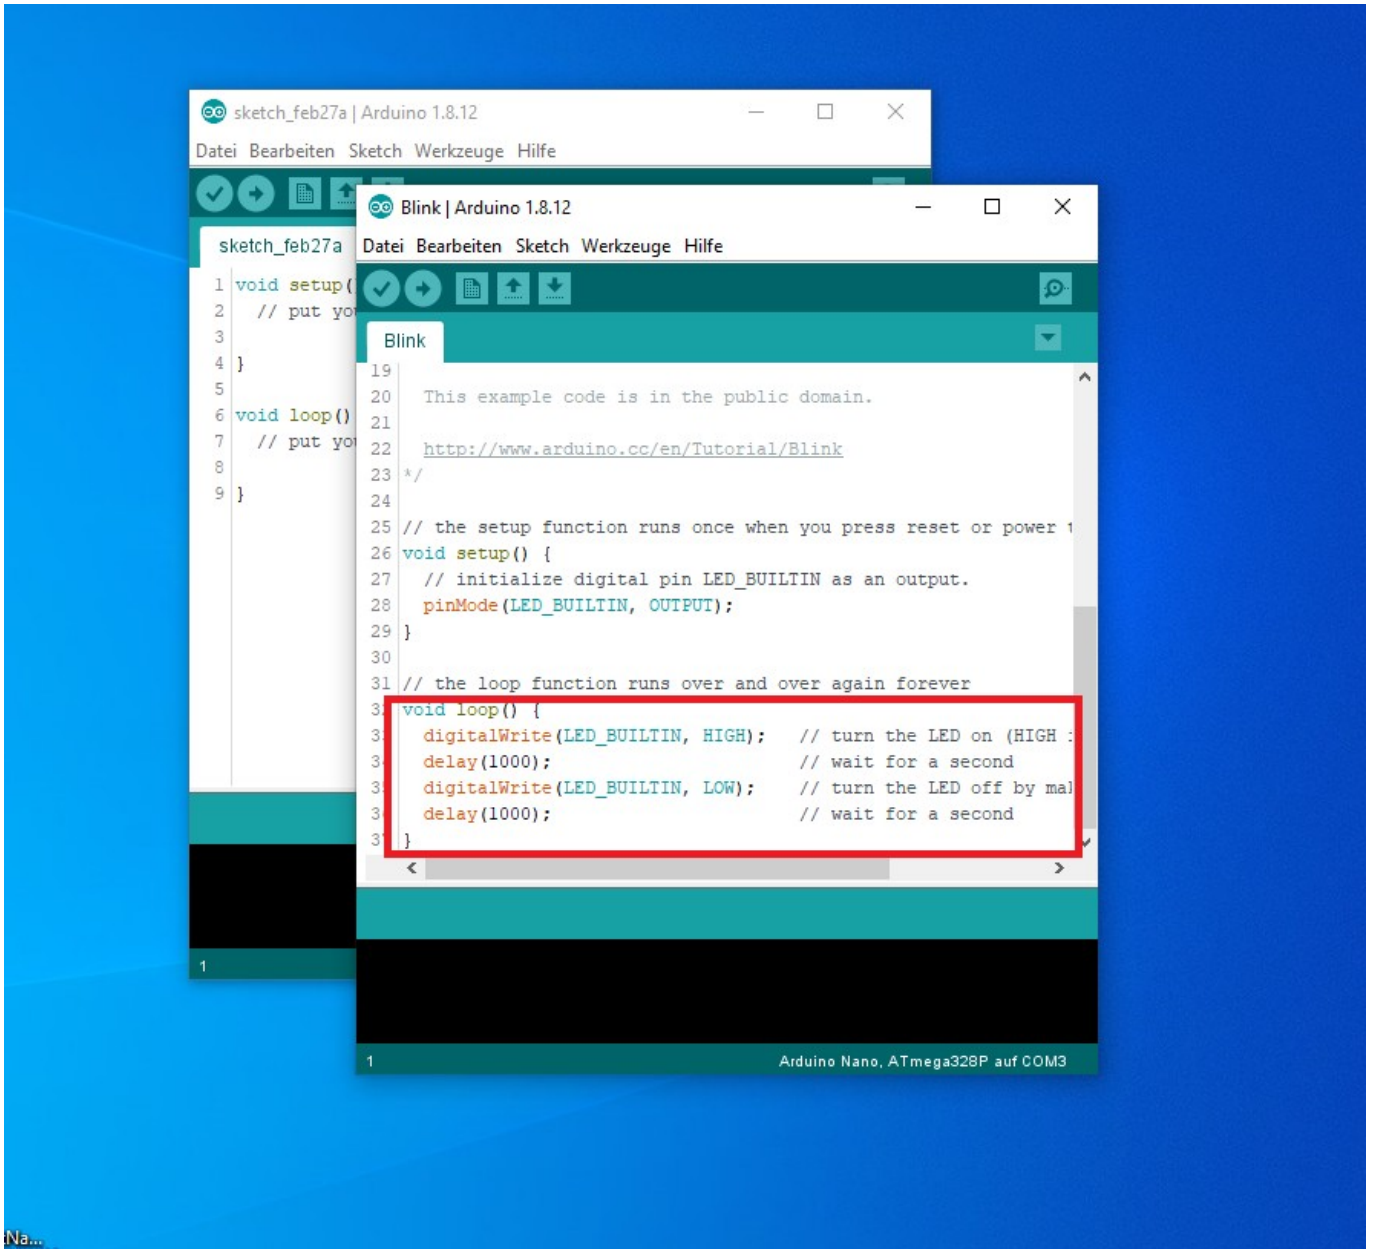 sketch_feb27a | Arduino 1.8.12
Datei Bearbeiten Sketch Werkzeuge Hilfe
sketch_feb27a
1 void setup(
2 // put you
3
4 }
5
6 void loop()
7 // put you
8
9 }
1
Blink | Arduino 1.8.12
Datei Bearbeiten Sketch Werkzeuge Hilfe
Blink
19
20 This example code is in the public domain.
21
22 http://www.arduino.cc/en/Tutorial/Blink
23 */
24
25 // the setup function runs once when you press reset or power
26 void setup() {
27 // initialize digital pin LED_BUILTIN as an output.
28 pinMode(LED_BUILTIN, OUTPUT);
29 }
30
31 // the loop function runs over and over again forever
void loop() {
digitalWrite(LED_BUILTIN, HIGH); // turn the LED on (HIGH
delay(1000); // wait for a second
digitalWrite(LED_BUILTIN, LOW); // turn the LED off by
delay(1000); // wait for a second
}
1
Arduino Nano, ATmega328P auf COM3